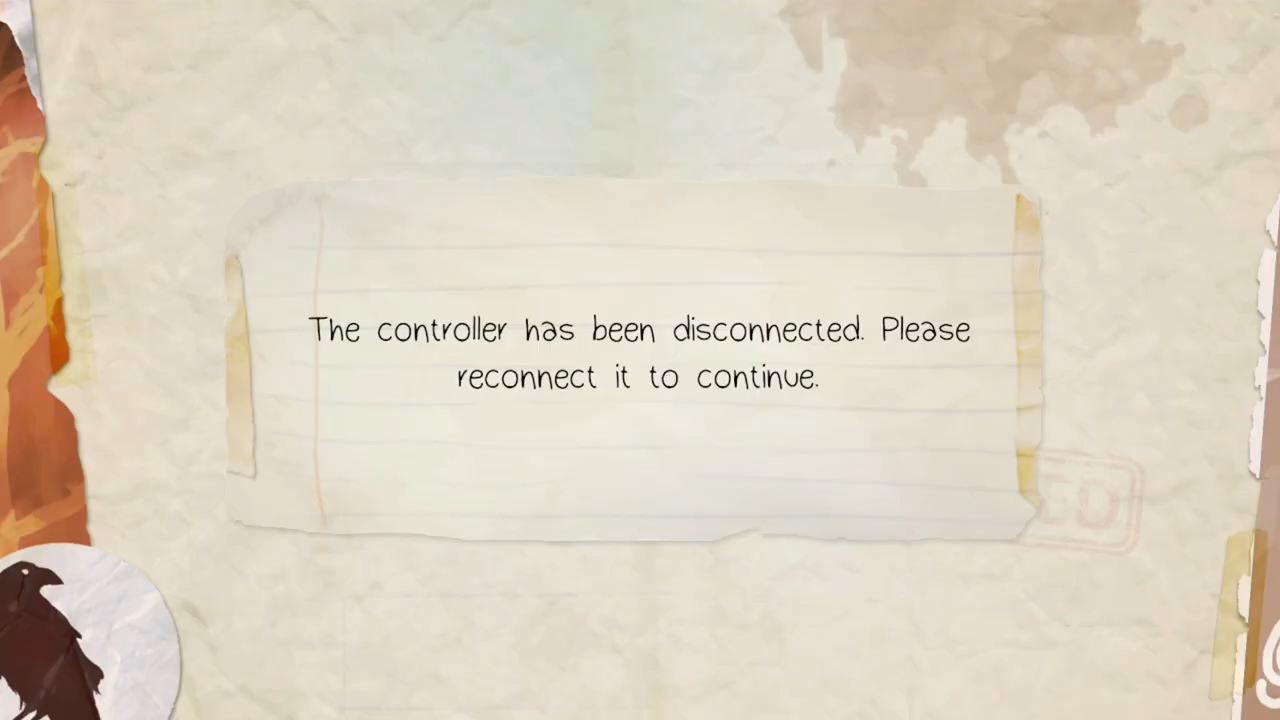 The controller has been disconnected. Please
reconnect it to continue.